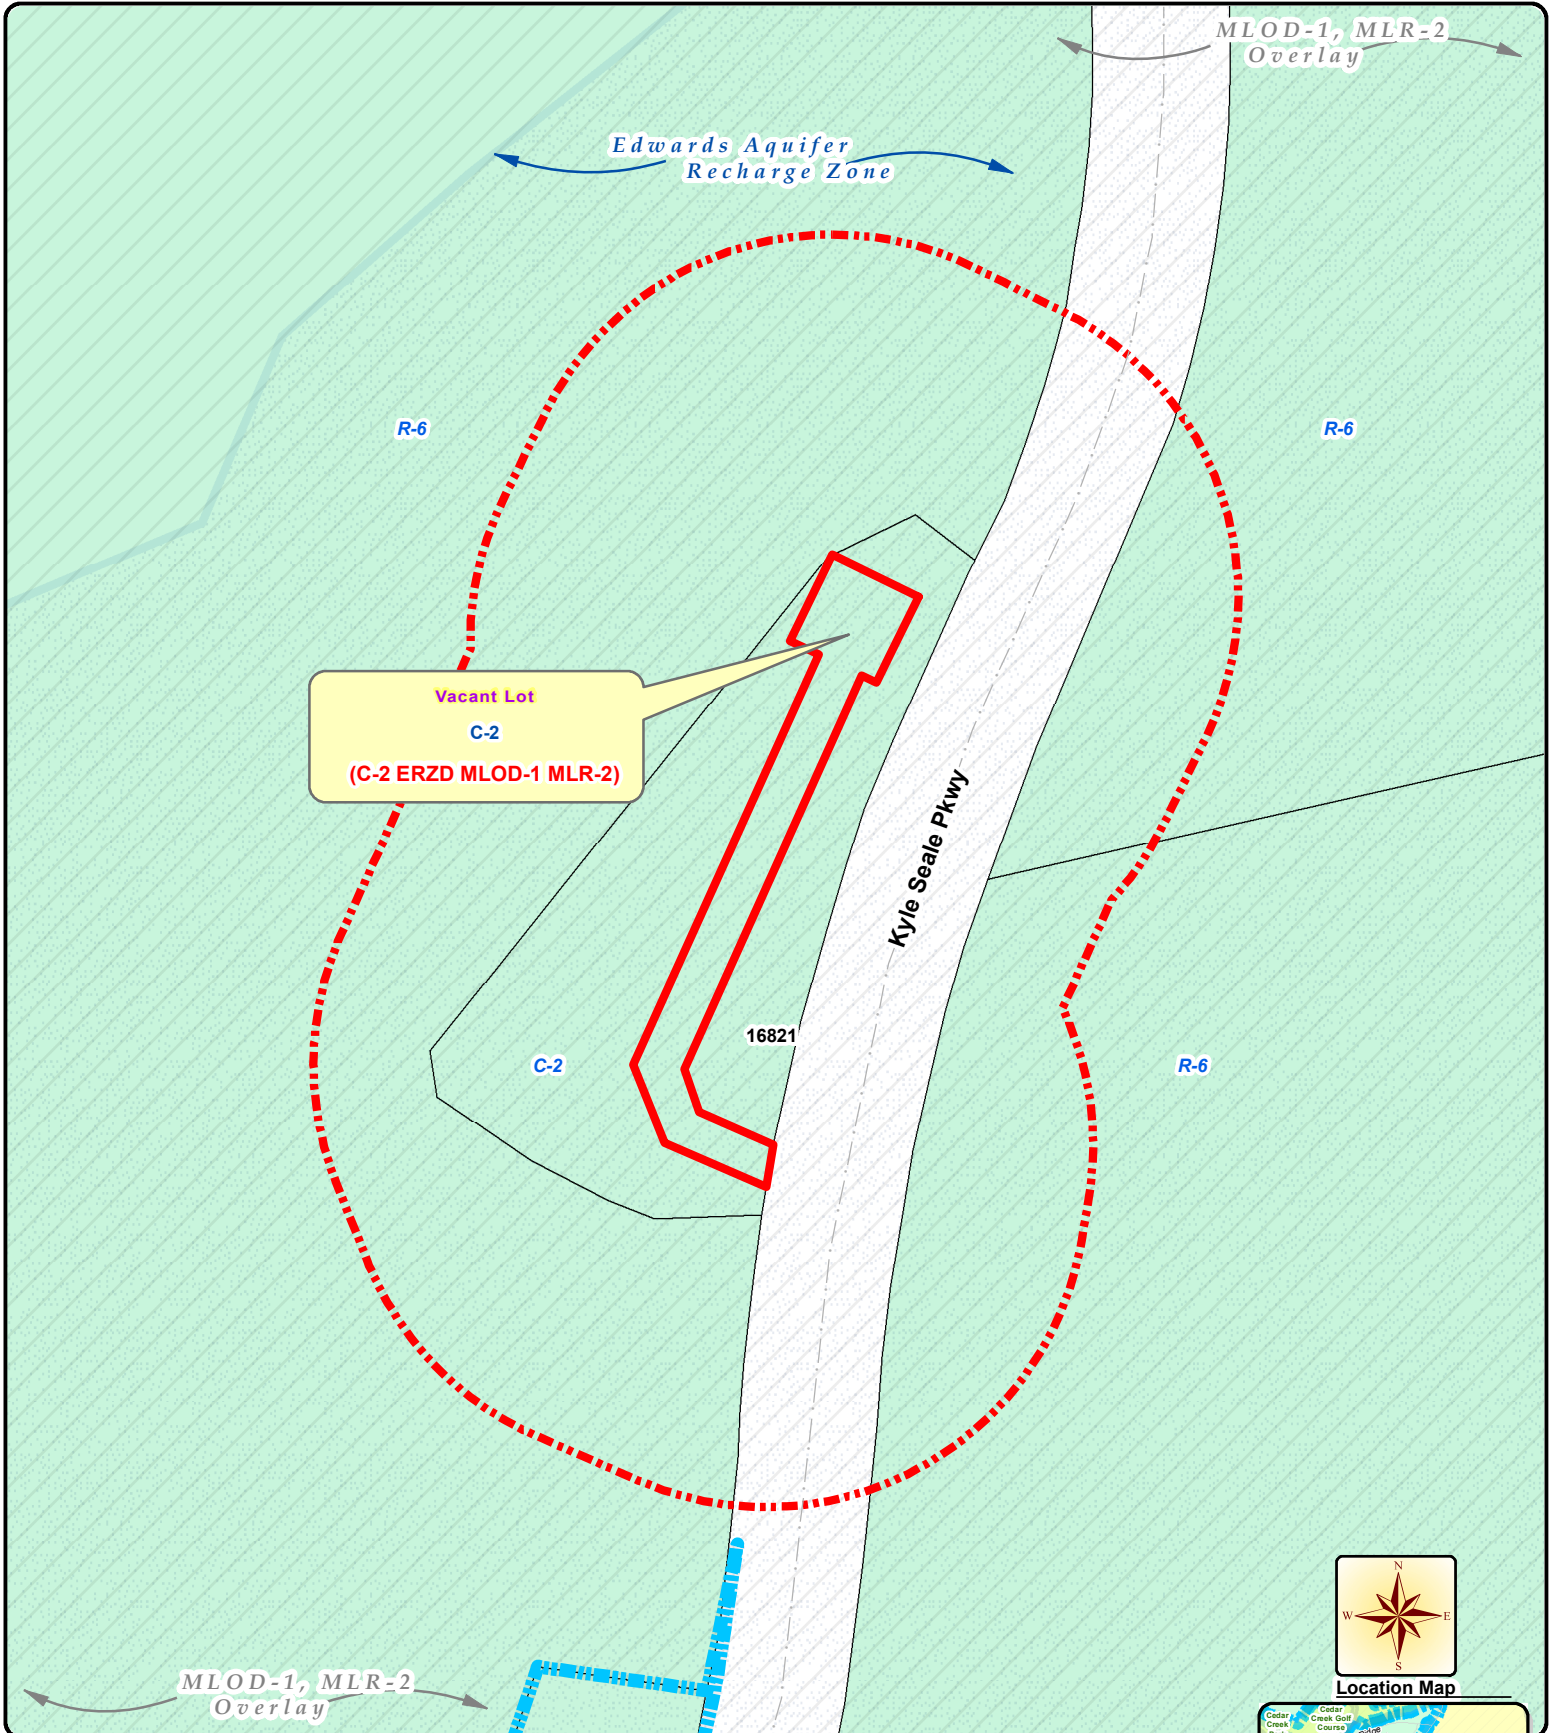 MLOD-1, MLR-2
Overlay
Edwards Aquifer
Recharge Zone
R-6
R-6
Vacant Lot
C-2
(C-2 ERZD MLOD-1 MLR-2)
Kyle Seale Pkwy
16821
C-2
R-6
N
W
E
S
MLOD-1, MLR-2
Overlay
Location Map
Cedar
Creek
Cedar
Creek Golf
Course